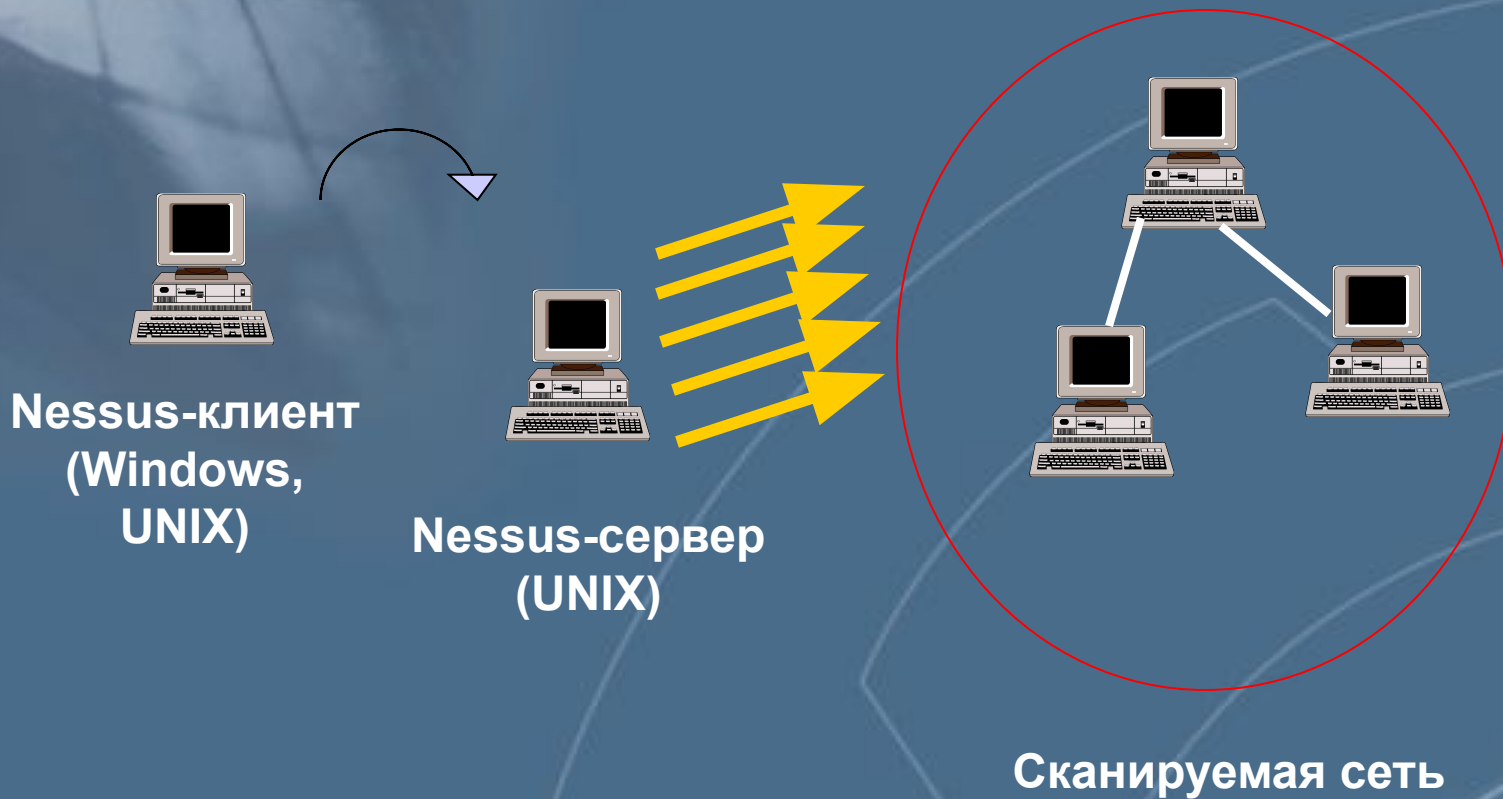 Nessus-клиент
(Windows,
UNIX)
Nessus-сервер
(UNIX)
Сканируемая сеть